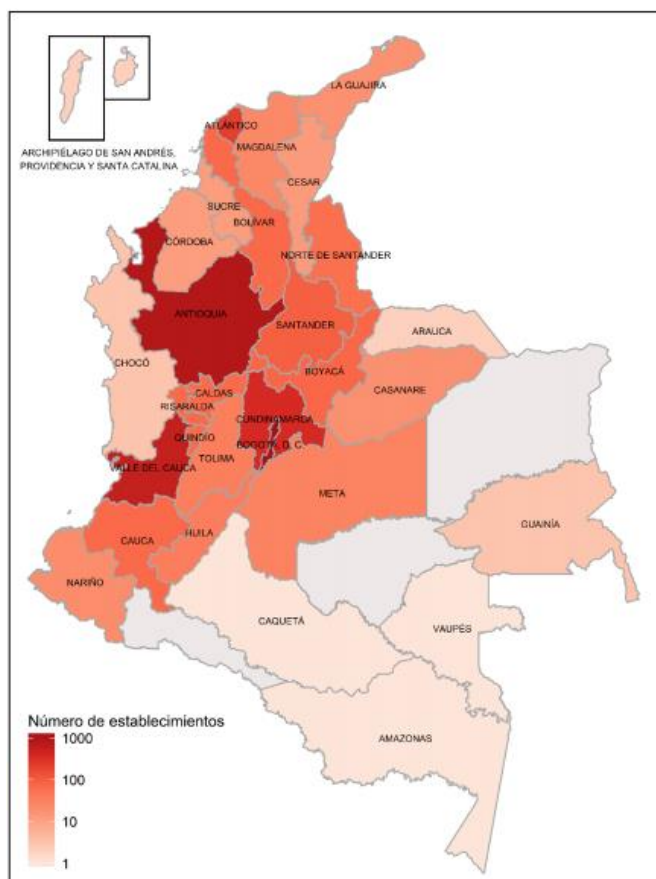 LA GUAJIRA
ATLÁNTICO
MAGDALENA
ARCHIPIÉLAGO DE SAN ANDRÉS,
PROVIDENCIA Y SANTA CATALINA
CESAR
SUCRE
BOLÍVAR
CÓRDOBA
NORTE DE SANTANDER
ANTIOQUIA
SANTANDER
ARAUCA
CHOCÓ
BOYACÁ
CALDAS
CASANARE
RISARALDA
CUNDINAMARCA
QUINDÍO
BOGOTÁ, D. C.
TOLIMA
VALLE DEL CAUCA
META
GUAINÍA
CAUCA
HUILA
NARIÑO
CAQUETÁ
VAUPÉS
AMAZONAS
Número de establecimientos
1000
100
10
1